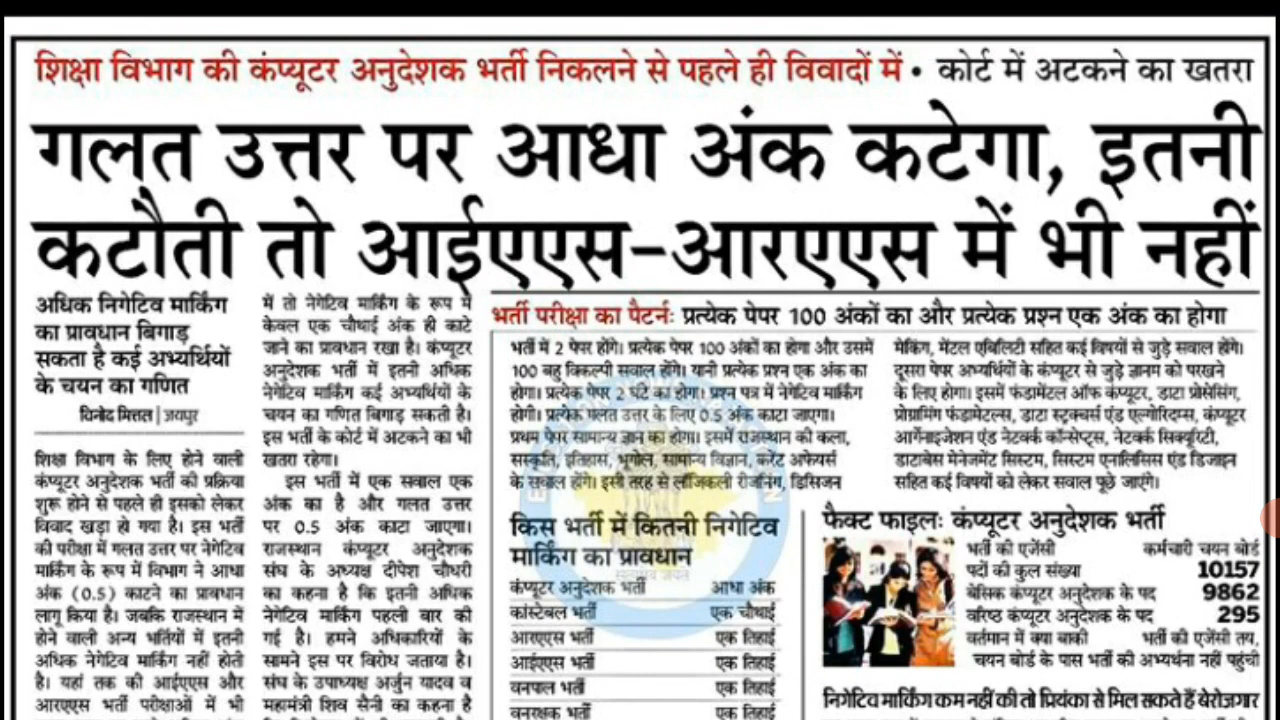 शिक्षा विभाग की कंप्यूटर अनुदेशक भर्ती निकलने से पहले ही विवादों में • कोर्ट में अटकने का खतरा
गलत उत्तर पर आधा अंक कटेगा, इतनी
कटौती तो आईएएस-आरएएस में भी नहीं
अधिक निगेटिव मार्किंग
का प्रावधान बिगाड़
सकता है कई अभ्यर्थियों
के चयन का गणित
विनोद मित्तल | जयपुर
शिक्षा विभाग के लिए होने वाली
कंप्यूटर अनुदेशक भर्ती की प्रक्रिया
शुरू होने से पहले ही इसको लेकर
विवाद खड़ा हो गया है। इस भर्ती
की परीक्षा में गलत उत्तर पर नेगेटिव
मार्किंग के रूप में विभाग ने आधा
अंक (0.5) काटने का प्रावधान
लागू किया है। जबकि राजस्थान में
होने वाली अन्य भर्तियों में इतनी
अधिक नेगेटिव मार्किंग नहीं होती
है। यहां तक की आईएएस और
आरएएस भर्ती परीक्षाओं में भी
में तो नेगेटिव मार्किंग के रूप में
केवल एक चौथाई अंक ही काटे
जाने का प्रावधान रखा है। कंप्यूटर
अनुदेशक भर्ती में इतनी अधिक
नेगेटिव मार्किंग कई अभ्यर्थियों के
चयन का गणित बिगाड़ सकती है।
इस भर्ती के कोर्ट में अटकने का भी
खतरा रहेगा।
इस भर्ती में एक सवाल एक
अंक का है और गलत उत्तर
पर 0.5 अंक काटा जाएगा।
राजस्थान कंप्यूटर अनुदेशक
संघ के अध्यक्ष दीपेश चौधरी
का कहना है कि इतनी अधिक
नेगेटिव मार्किंग पहली बार की
गई है। हमने अधिकारियों के
सामने इस पर विरोध जताया है।
संघ के उपाध्यक्ष अर्जुन यादव व
महामंत्री शिव सैनी का कहना है
भर्ती परीक्षा का पैटर्न: प्रत्येक पेपर 100 अंकों का और प्रत्येक प्रश्न एक अंक का होगा
भर्ती में 2 पेपर होंगे। प्रत्येक पेपर 100 अंकों का होगा और उसमें
100 बहु विकल्पी सवाल होंगे। यानी प्रत्येक प्रश्न एक अंक का
होगा। प्रत्येक पेपर 2 घंटे का होगा। प्रश्न पत्र में नेगेटिव मार्किंग
होगी। प्रत्येक गलत उत्तर के लिए 0.5 अंक काटा जाएगा।
प्रथम पेपर सामान्य ज्ञान का होगा। इसमें राजस्थान की कला,
संस्कृति, इतिहास, भूगोल, सामान्य विज्ञान, करेंट अफेयर्स
के सवाल होंगे। इसी तरह से लॉजिकली रीजनिंग, डिसिजन
मेकिंग, मेंटल एबिलिटी सहित कई विषयों से जुड़े सवाल होंगे।
दूसरा पेपर अभ्यर्थियों के कंप्यूटर से जुड़े ज्ञानम को परखने
के लिए होगा। इसमें फंडामेंटल ऑफ कंप्यूटर, डाटा प्रोसेसिंग,
प्रोग्रामिंग फंडामेंटल्स, डाटा स्ट्रक्चर्स एंड एल्गोरिदम्स, कंप्यूटर
आर्गेनाइजेशन एंड नेटवर्क कॉन्सेप्ट्स, नेटवर्क सिक्यूरिटी,
डाटाबेस मेनेजमेंट सिस्टम, सिस्टम एनालिसिस एंड डिजाइन
सहित कई विषयों को लेकर सवाल पूछे जाएंगे।
किस भर्ती में कितनी निगेटिव
मार्किंग का प्रावधान
कंप्यूटर अनुदेशक भर्ती आधा अंक
कांस्टेबल भर्ती एक चौथाई
आरएएस भर्ती एक तिहाई
आईएएस भर्ती एक तिहाई
वनपाल भर्ती एक तिहाई
वनरक्षक भर्ती एक तिहाई
फैक्ट फाइल: कंप्यूटर अनुदेशक भर्ती
भर्ती की एजेंसी कर्मचारी चयन बोर्ड
पदों की कुल संख्या 10157
बेसिक कंप्यूटर अनुदेशक के पद 9862
वरिष्ठ कंप्यूटर अनुदेशक के पद 295
वर्तमान में क्या बाकी भर्ती की एजेंसी तय,
चयन बोर्ड के पास भर्ती की अभ्यर्थना नहीं पहुंची
निगेटिव मार्किंग कम नहीं की तो प्रियंका से मिल सकते हैं बेरोजगार